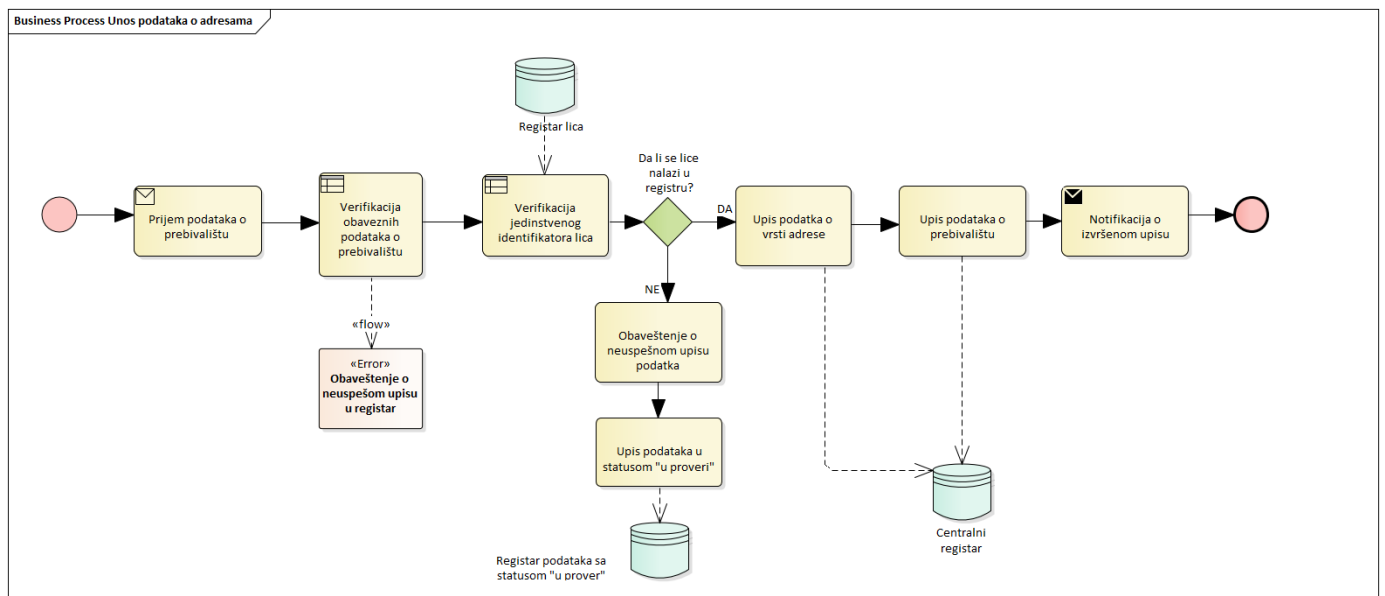 Business Process Unos podataka o adresama
Registar lica
Da li se lice
nalazi u
registru?
Prijem podataka o
prebivalištu
Verifikacija
obaveznih
podataka o
prebivalištu
Verifikacija
jedinstvenog
identifikatora lica
DA
Upis podatka o
vrsti adrese
Upis podataka o
prebivalištu
Notifikacija o
izvršenom upisu
NE
«flow»
Obaveštenje o
neuspešnom upisu
podatka
«Error»
Obaveštenje o
neuspešom upisu
u registar
Upis podataka u
statusom "u proveri"
Centralni
registar
Registar podataka sa
statusom "u prover"